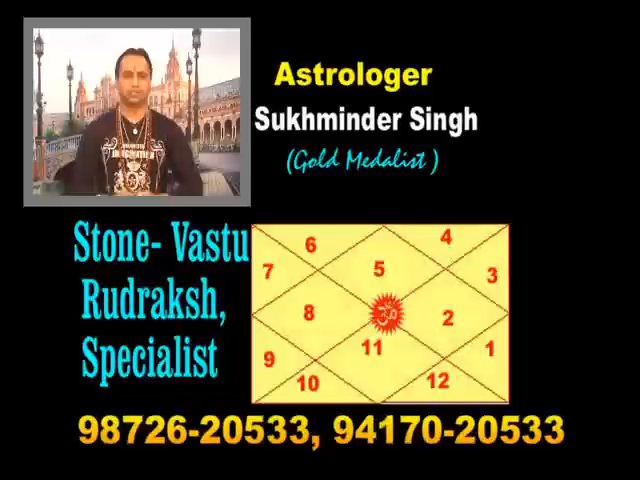 Astrologer
Sukhminder Singh
(Gold Medalist)
Stone- Vastu
Rudraksh,
Specialist
6
4
7
5
3
8
ॐ
2
11
9
1
10
12
98726-20533, 94170-20533